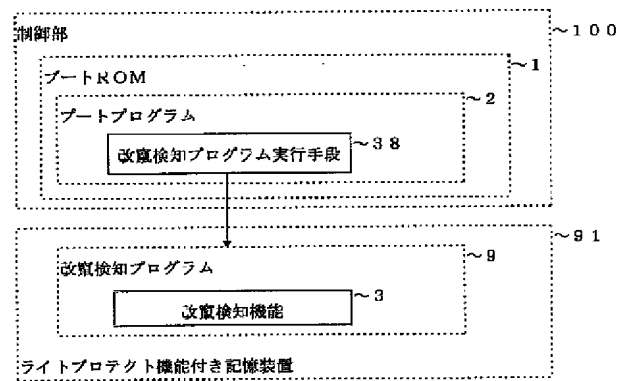 制御部
~100
ブートROM
~1
ブートプログラム
~2
改竄検知プログラム実行手段
~38
~91
改竄検知プログラム
~9
改竄検知機能
~3
ライトプロテクト機能付き記憶装置